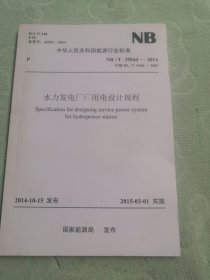 NB
中华人民共和国能源行业标准
P
NB/T 35044—2014
水力发电厂厂用电设计规程
Specification for designing service power system
for hydropower station
2014-10-15 发布
2015-03-01 实施
国家能源局 发布